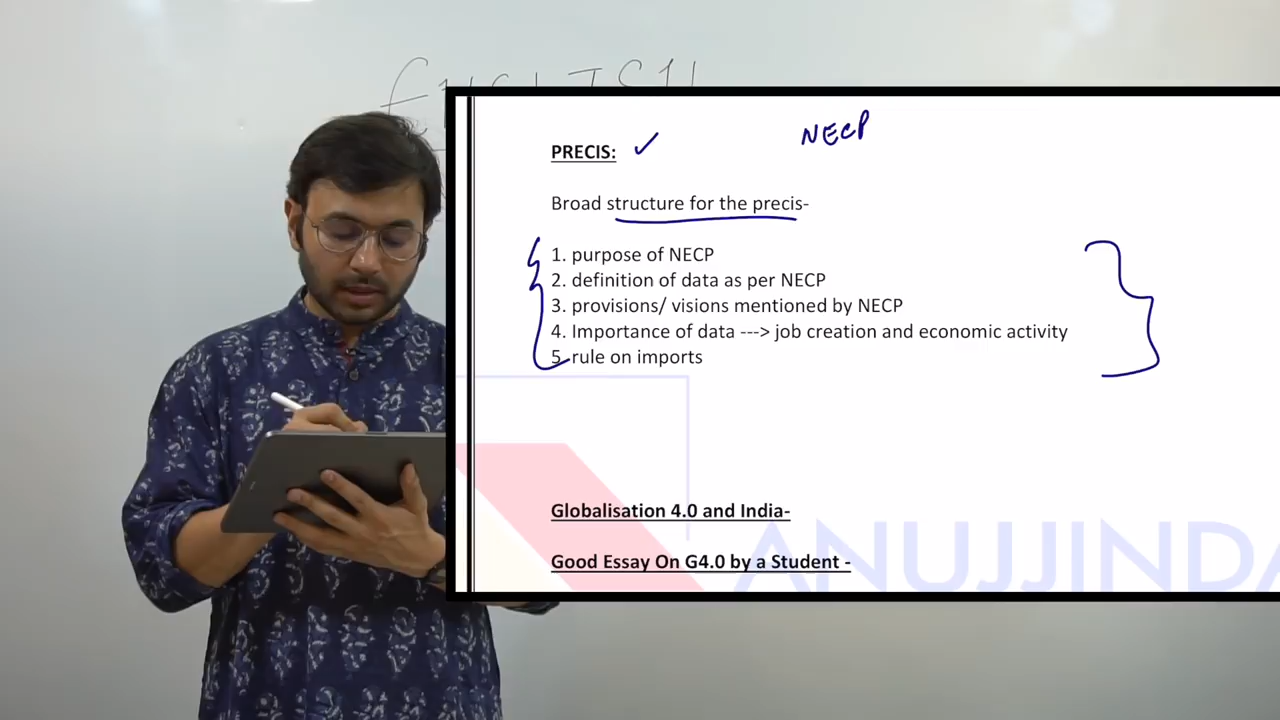 ENGLISH
NECP
PRECIS:
Broad structure for the precis-
1. purpose of NECP
2. definition of data as per NECP
3. provisions/ visions mentioned by NECP
4. Importance of data ---> job creation and economic activity
5. rule on imports
Globalisation 4.0 and India-
ANUJJINDA
Good Essay On G4.0 by a Student -